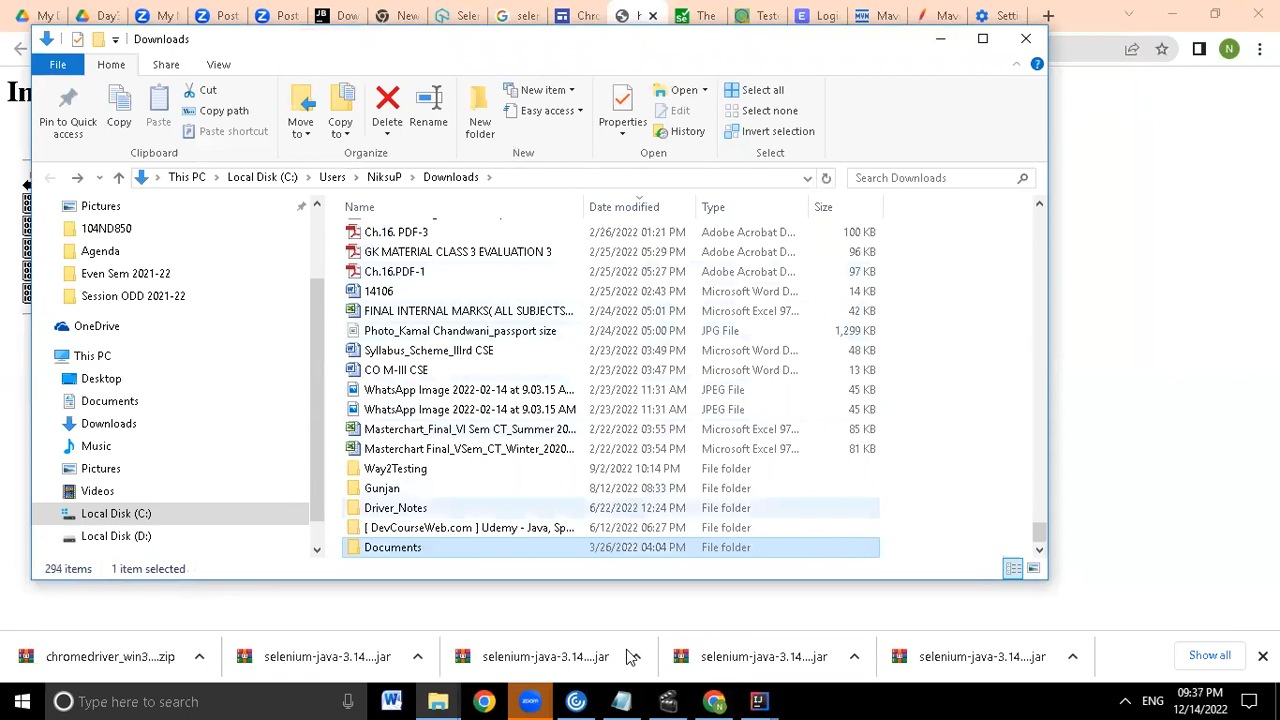 My
Day
My
Post
Post
Dow
New
Sele
seler
Chro
The
Test
Logi
Mav
Mav
Setti
N
In
Downloads
File
Home
Share
View
Pin to Quick access
Copy
Paste
Cut
Copy path
Paste shortcut
Clipboard
Move to
Copy to
Delete
Rename
Organize
New folder
New item
Easy access
New
Properties
Open
Edit
History
Open
Select all
Select none
Invert selection
Select
This PC > Local Disk (C:) > Users > NiksuP > Downloads >
Search Downloads
Pictures
104ND850
Agenda
Even Sem 2021-22
Session ODD 2021-22
OneDrive
This PC
Desktop
Documents
Downloads
Music
Pictures
Videos
Local Disk (C:)
Local Disk (D:)
Name Date modified Type Size
Ch.16. PDF-3 2/26/2022 01:21 PM Adobe Acrobat D... 100 KB
GK MATERIAL CLASS 3 EVALUATION 3 2/25/2022 05:29 PM Adobe Acrobat D... 96 KB
Ch.16.PDF-1 2/25/2022 05:27 PM Adobe Acrobat D... 97 KB
14106 2/25/2022 02:43 PM Microsoft Word D... 14 KB
FINAL INTERNAL MARKS( ALL SUBJECTS... 2/24/2022 05:01 PM Microsoft Excel 97... 42 KB
Photo_Kamal Chandwani_passport size 2/24/2022 05:00 PM JPG File 1,299 KB
Syllabus_Scheme_IIIrd CSE 2/23/2022 03:49 PM Microsoft Word D... 48 KB
CO M-III CSE 2/23/2022 03:47 PM Microsoft Word D... 13 KB
WhatsApp Image 2022-02-14 at 9.03.15 A... 2/23/2022 11:31 AM JPEG File 45 KB
WhatsApp Image 2022-02-14 at 9.03.15 AM 2/23/2022 11:31 AM JPEG File 45 KB
Masterchart_Final_VI Sem CT_Summer 20... 2/22/2022 03:55 PM Microsoft Excel 97... 85 KB
Masterchart Final_VSem_CT_Winter_2020... 2/22/2022 03:54 PM Microsoft Excel 97... 81 KB
Way2Testing 9/2/2022 10:14 PM File folder
Gunjan 8/12/2022 08:33 PM File folder
Driver_Notes 6/22/2022 12:24 PM File folder
[ DevCourseWeb.com ] Udemy - Java, Sp... 6/12/2022 06:27 PM File folder
Documents 3/26/2022 04:04 PM File folder
294 items 1 item selected
chromedriver_win3....zip
selenium-java-3.14....jar
selenium-java-3.14....jar
selenium-java-3.14....jar
selenium-java-3.14....jar
Show all
Type here to search
zoom
ENG
09:37 PM
12/14/2022